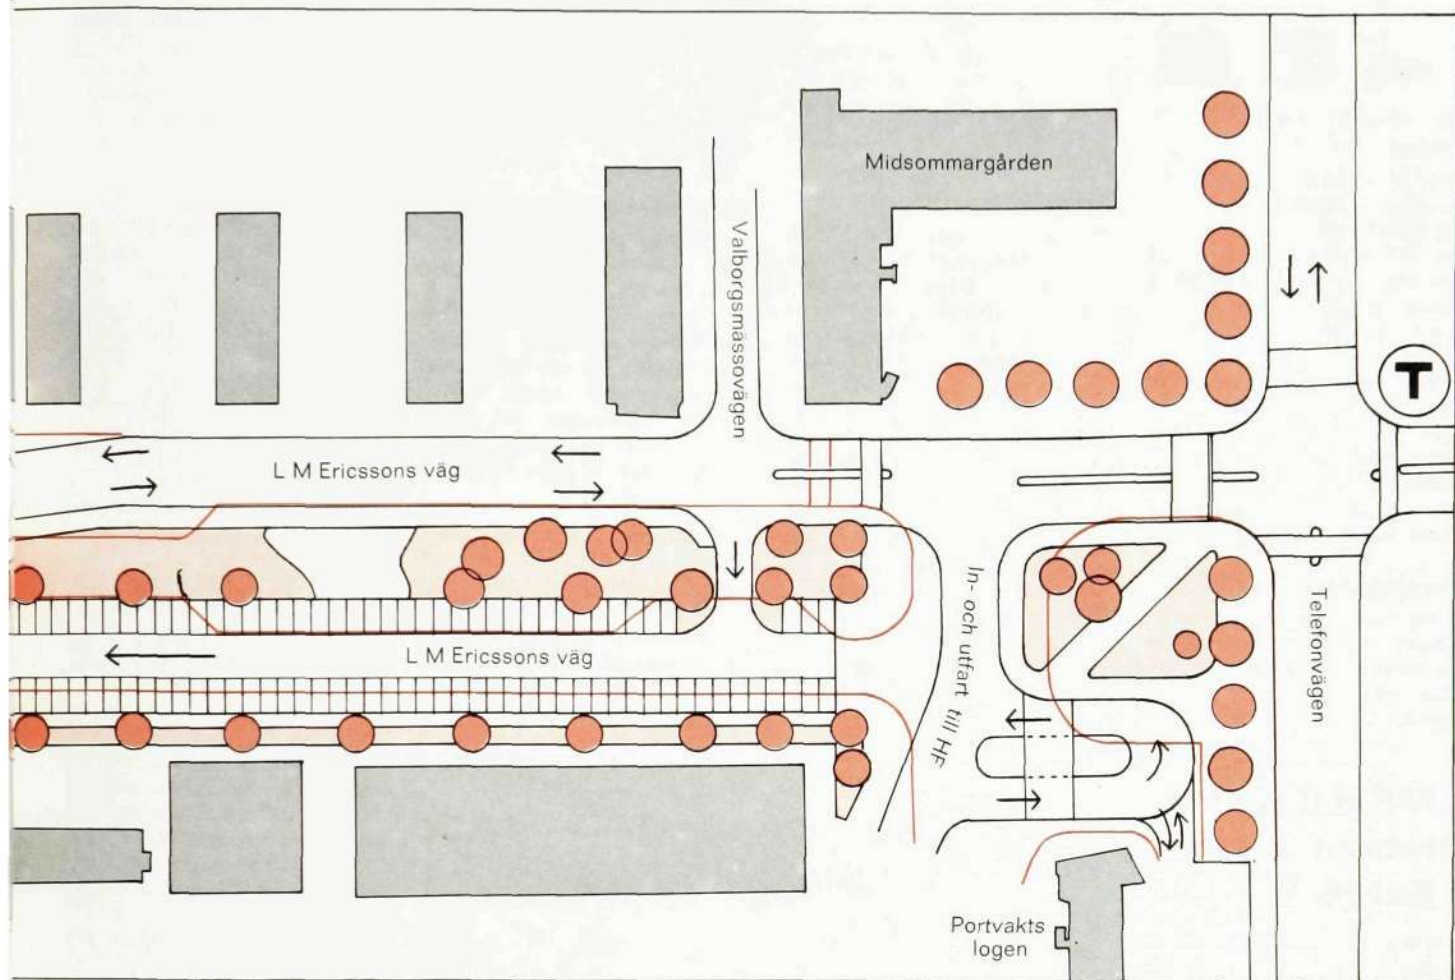 Midsommargården
Valborgsmässovägen
T
L M Ericssons väg
L M Ericssons väg
In- och utfart till HF
Telefonvägen
Portvakts
logen